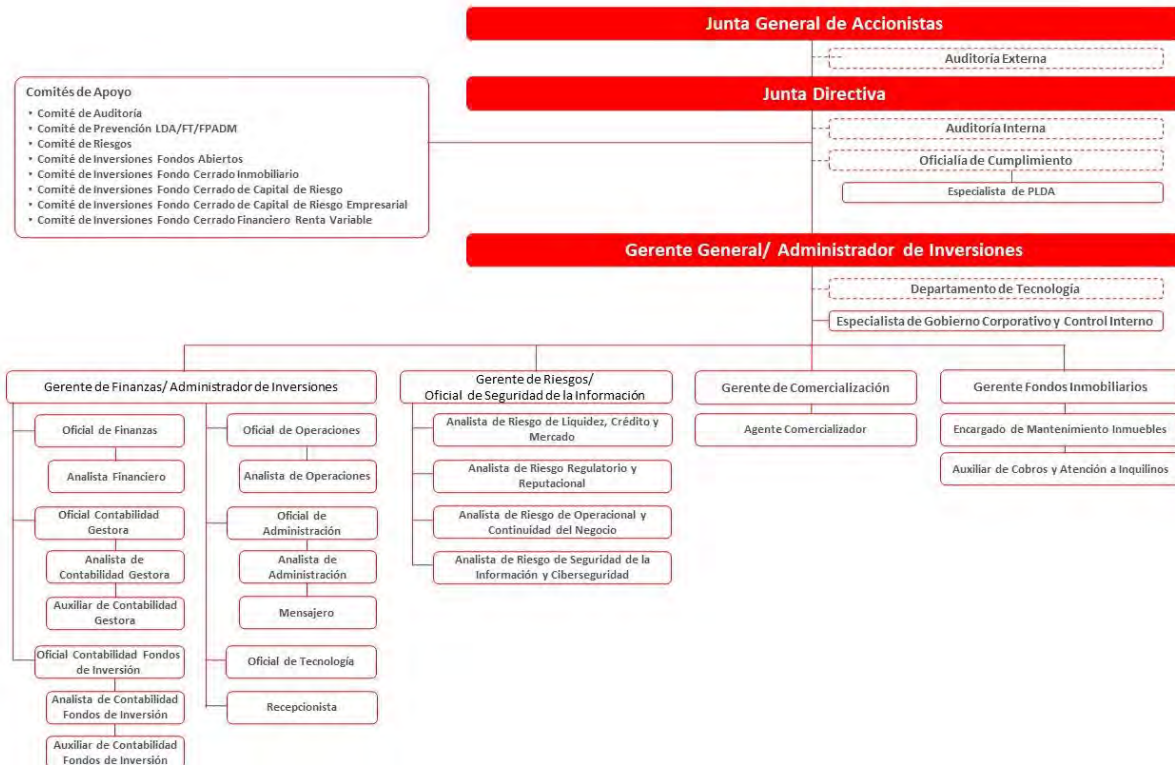 Junta General de Accionistas
Auditoría Externa
Junta Directiva
Comités de Apoyo
• Comité de Auditoría
• Comité de Prevención LDA/FT/FPADM
• Comité de Riesgos
• Comité de Inversiones Fondos Abiertos
• Comité de Inversiones Fondo Cerrado Inmobiliario
• Comité de Inversiones Fondo Cerrado de Capital de Riesgo
• Comité de Inversiones Fondo Cerrado de Capital de Riesgo Empresarial
• Comité de Inversiones Fondo Cerrado Financiero Renta Variable
Auditoría Interna
Oficialía de Cumplimiento
Especialista de PLDA
Gerente General/ Administrador de Inversiones
Departamento de Tecnología
Especialista de Gobierno Corporativo y Control Interno
Gerente de Finanzas/ Administrador de Inversiones
Oficial de Finanzas
Analista Financiero
Oficial Contabilidad
Gestora
Analista de
Contabilidad Gestora
Auxiliar de Contabilidad
Gestora
Oficial Contabilidad Fondos
de Inversión
Analista de Contabilidad
Fondos de Inversión
Auxiliar de Contabilidad
Fondos de Inversión
Oficial de Operaciones
Analista de Operaciones
Oficial de
Administración
Analista de
Administración
Mensajero
Oficial de Tecnología
Recepcionista
Gerente de Riesgos/
Oficial de Seguridad de la Información
Analista de Riesgo de Liquidez, Crédito y
Mercado
Analista de Riesgo Regulatorio y
Reputacional
Analista de Riesgo de Operacional y
Continuidad del Negocio
Analista de Riesgo de Seguridad de la
Información y Ciberseguridad
Gerente de Comercialización
Agente Comercializador
Gerente Fondos Inmobiliarios
Encargado de Mantenimiento Inmuebles
Auxiliar de Cobros y Atención a Inquilinos